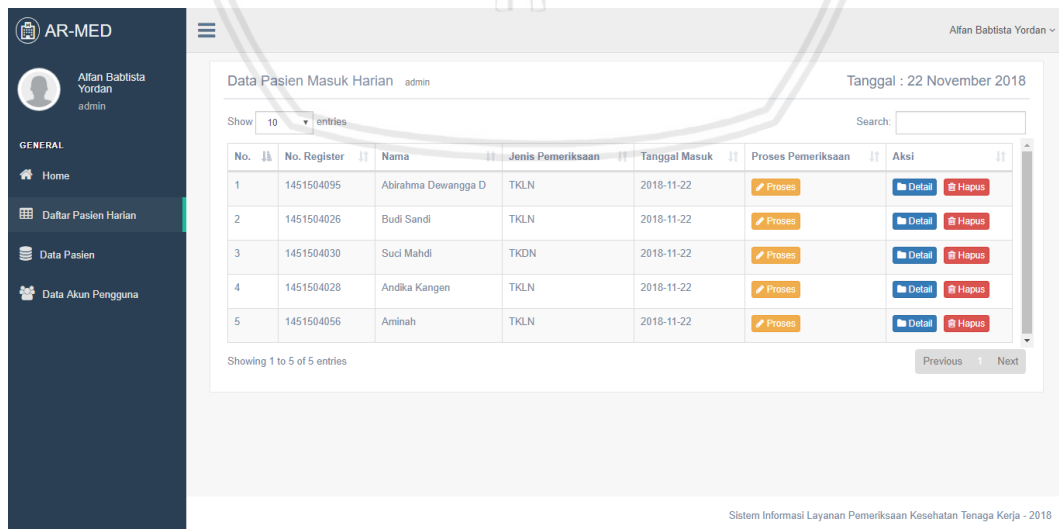 AR-MED
Alfan Babtista Yordan
Alfan Babtista
Yordan
admin
GENERAL
Home
Daftar Pasien Harian
Data Pasien
Data Akun Pengguna
Data Pasien Masuk Harian admin
Tanggal : 22 November 2018
Show 10 entries
Search:
No. No. Register Nama Jenis Pemeriksaan Tanggal Masuk Proses Pemeriksaan Aksi
1 1451504095 Abirahma Dewangga D TKLN 2018-11-22 Proses Detail Hapus
2 1451504026 Budi Sandi TKLN 2018-11-22 Proses Detail Hapus
3 1451504030 Suci Mahdi TKDN 2018-11-22 Proses Detail Hapus
4 1451504028 Andika Kangen TKLN 2018-11-22 Proses Detail Hapus
5 1451504056 Aminah TKLN 2018-11-22 Proses Detail Hapus
Showing 1 to 5 of 5 entries
Previous 1 Next
Sistem Informasi Layanan Pemeriksaan Kesehatan Tenaga Kerja - 2018